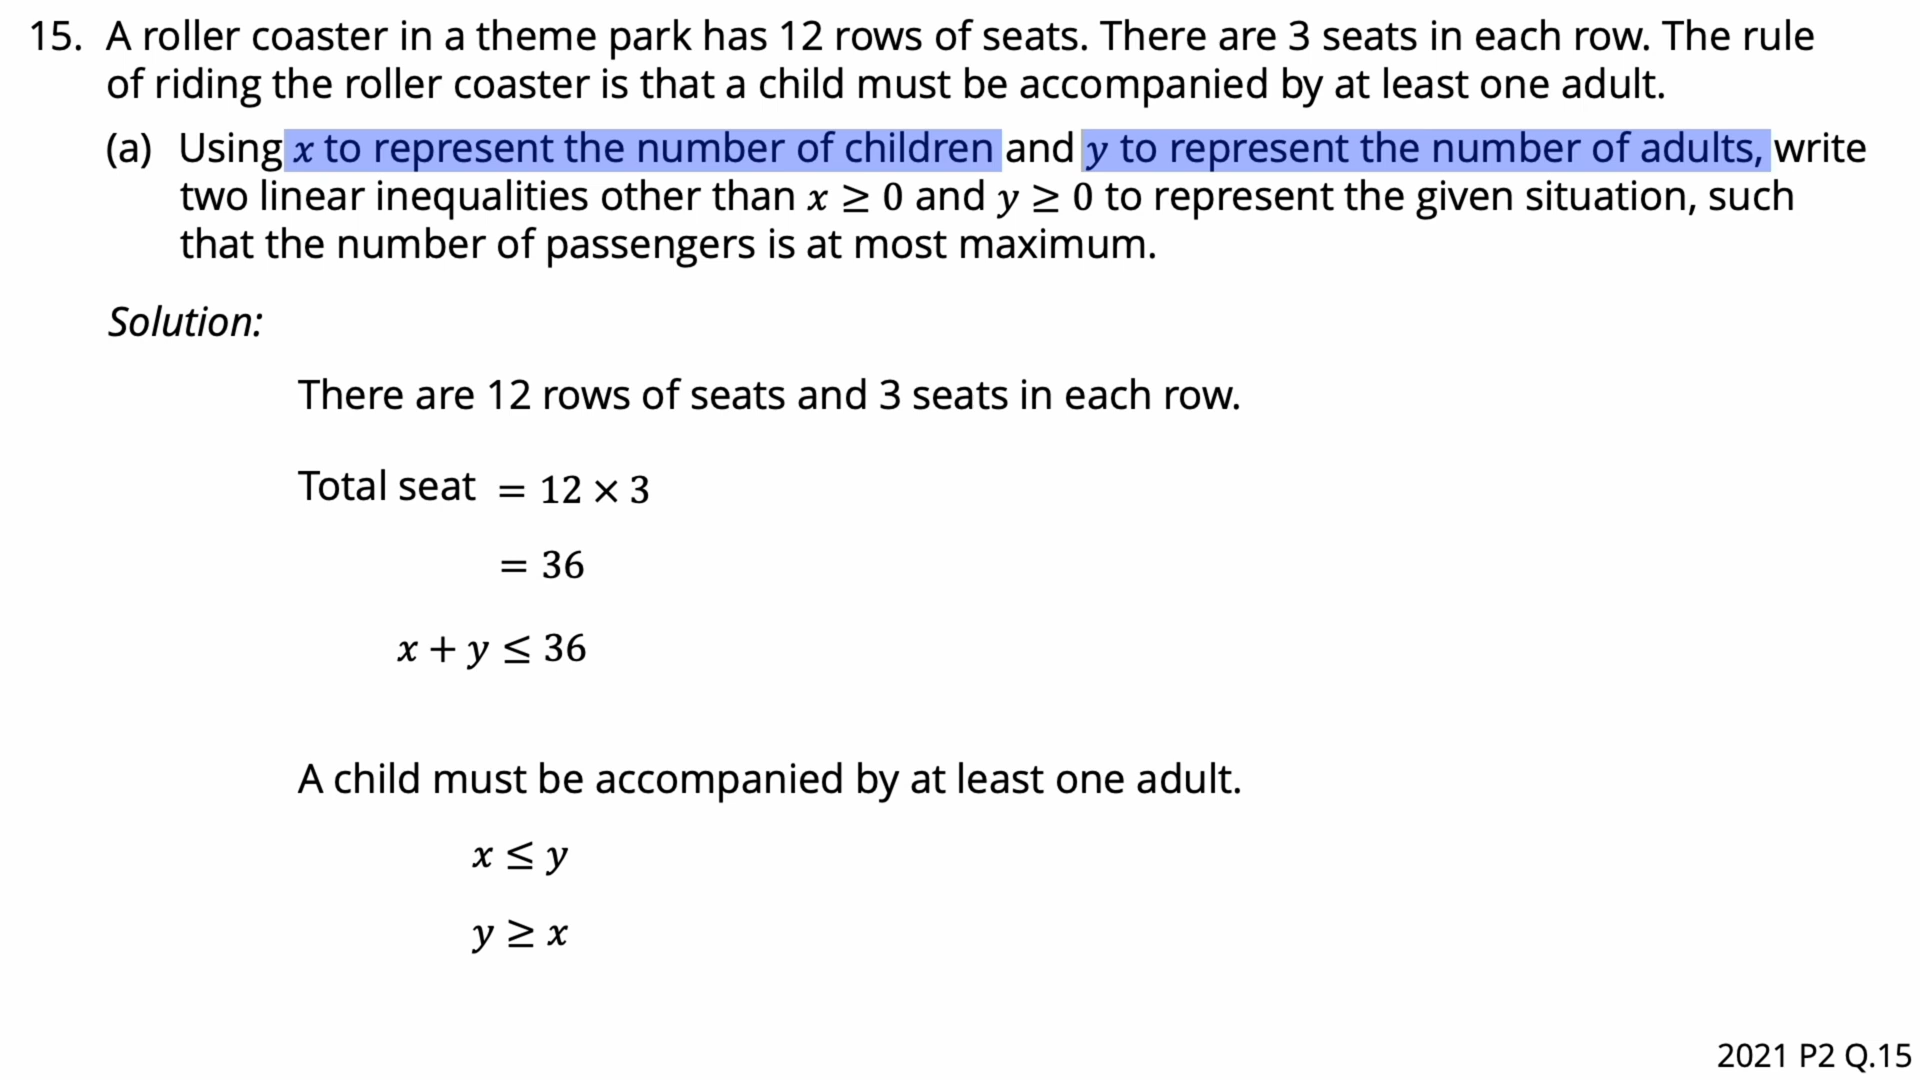 15. A roller coaster in a theme park has 12 rows of seats. There are 3 seats in each row. The rule
of riding the roller coaster is that a child must be accompanied by at least one adult.
(a) Using x to represent the number of children and y to represent the number of adults, write
two linear inequalities other than x ≥ 0 and y ≥ 0 to represent the given situation, such
that the number of passengers is at most maximum.
Solution:
There are 12 rows of seats and 3 seats in each row.
Total seat = 12 × 3
= 36
x + y ≤ 36
A child must be accompanied by at least one adult.
x ≤ y
y ≥ x
2021 P2 Q.15